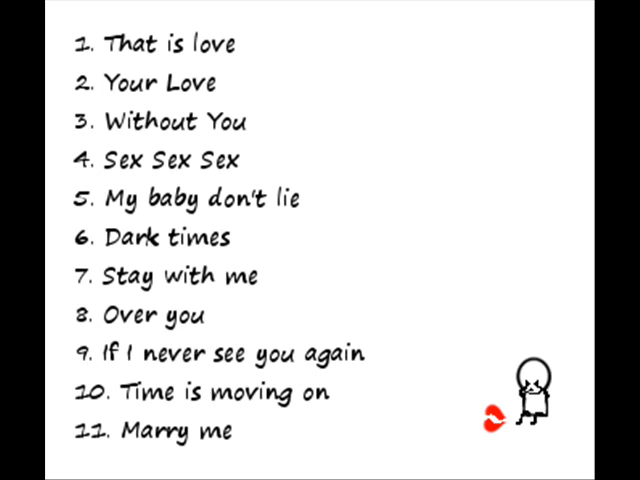 1. That is love
2. Your Love
3. Without You
4. Sex Sex Sex
5. My baby don't lie
6. Dark times
7. Stay with me
8. Over you
9. If I never see you again
10. Time is moving on
11. Marry me